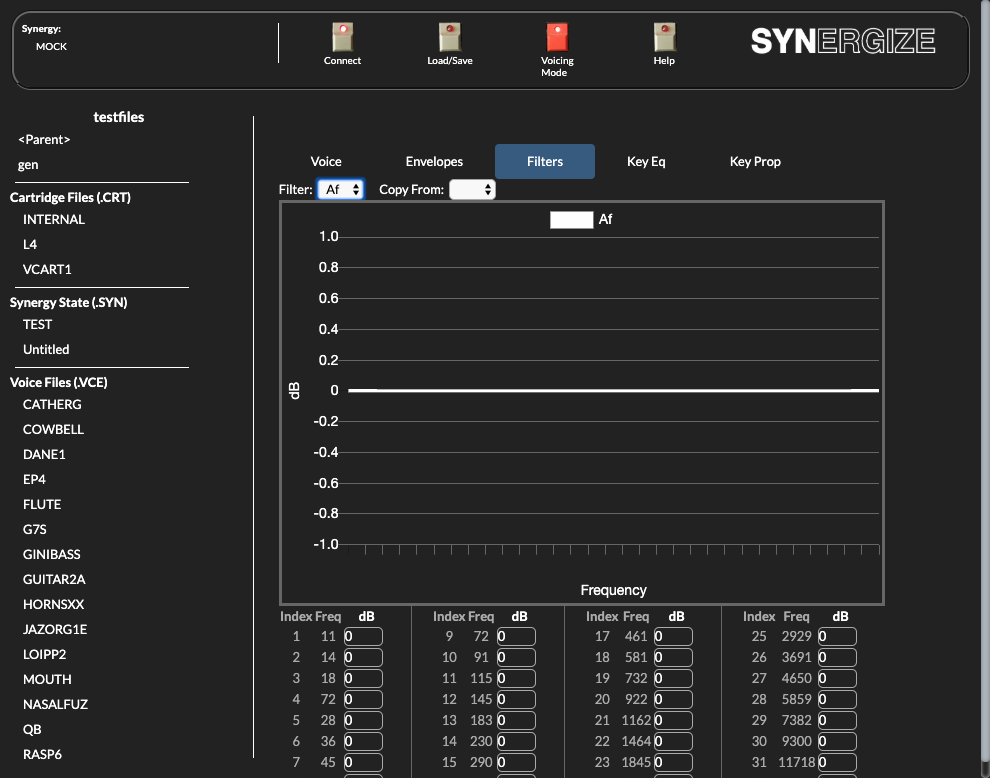 Synergy:
MOCK
Connect
Load/Save
Voicing
Mode
Help
SYNERGIZE
testfiles
<Parent>
gen
Cartridge Files (.CRT)
INTERNAL
L4
VCART1
Synergy State (.SYN)
TEST
Untitled
Voice Files (.VCE)
CATHERG
COWBELL
DANE1
EP4
FLUTE
G7S
GINIBASS
GUITAR2A
HORNSXX
JAZORG1E
LOIPP2
MOUTH
NASALFUZ
QB
RASP6
Voice Envelopes Filters Key Eq Key Prop
Filter: Af Copy From:
Af
1.0
0.8
0.6
0.4
0.2
0
-0.2
-0.4
-0.6
-0.8
-1.0
dB
Frequency
Index Freq dB Index Freq dB Index Freq dB Index Freq dB
1 11 0 9 72 0 17 461 0 25 2929 0
2 14 0 10 91 0 18 581 0 26 3691 0
3 18 0 11 115 0 19 732 0 27 4650 0
4 72 0 12 145 0 20 922 0 28 5859 0
5 28 0 13 183 0 21 1162 0 29 7382 0
6 36 0 14 230 0 22 1464 0 30 9300 0
7 45 0 15 290 0 23 1845 0 31 11718 0